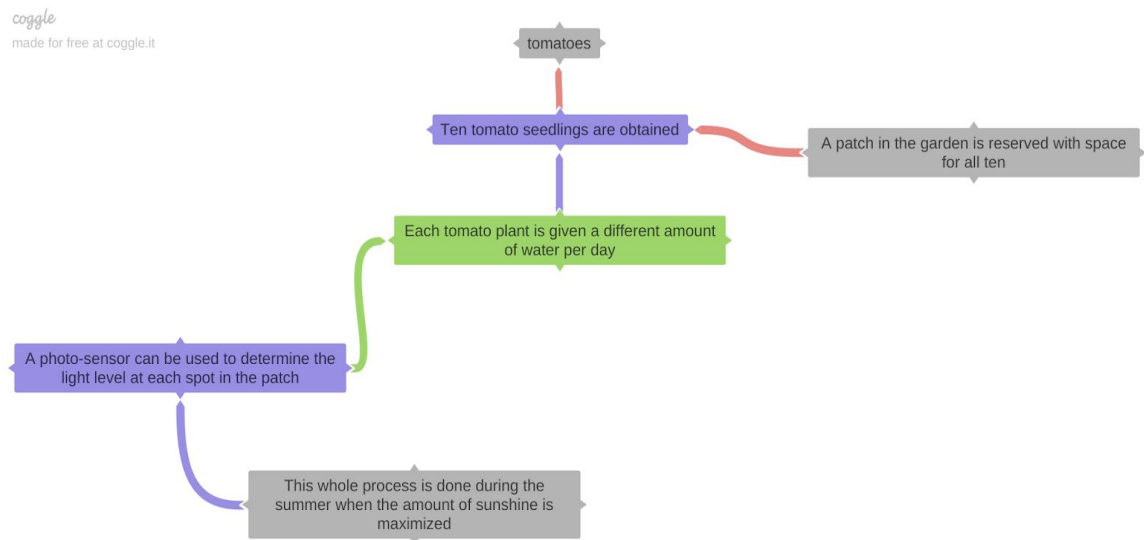 coggle
made for free at coggle.it
tomatoes
Ten tomato seedlings are obtained
A patch in the garden is reserved with space
for all ten
Each tomato plant is given a different amount
of water per day
A photo-sensor can be used to determine the
light level at each spot in the patch
This whole process is done during the
summer when the amount of sunshine is
maximized